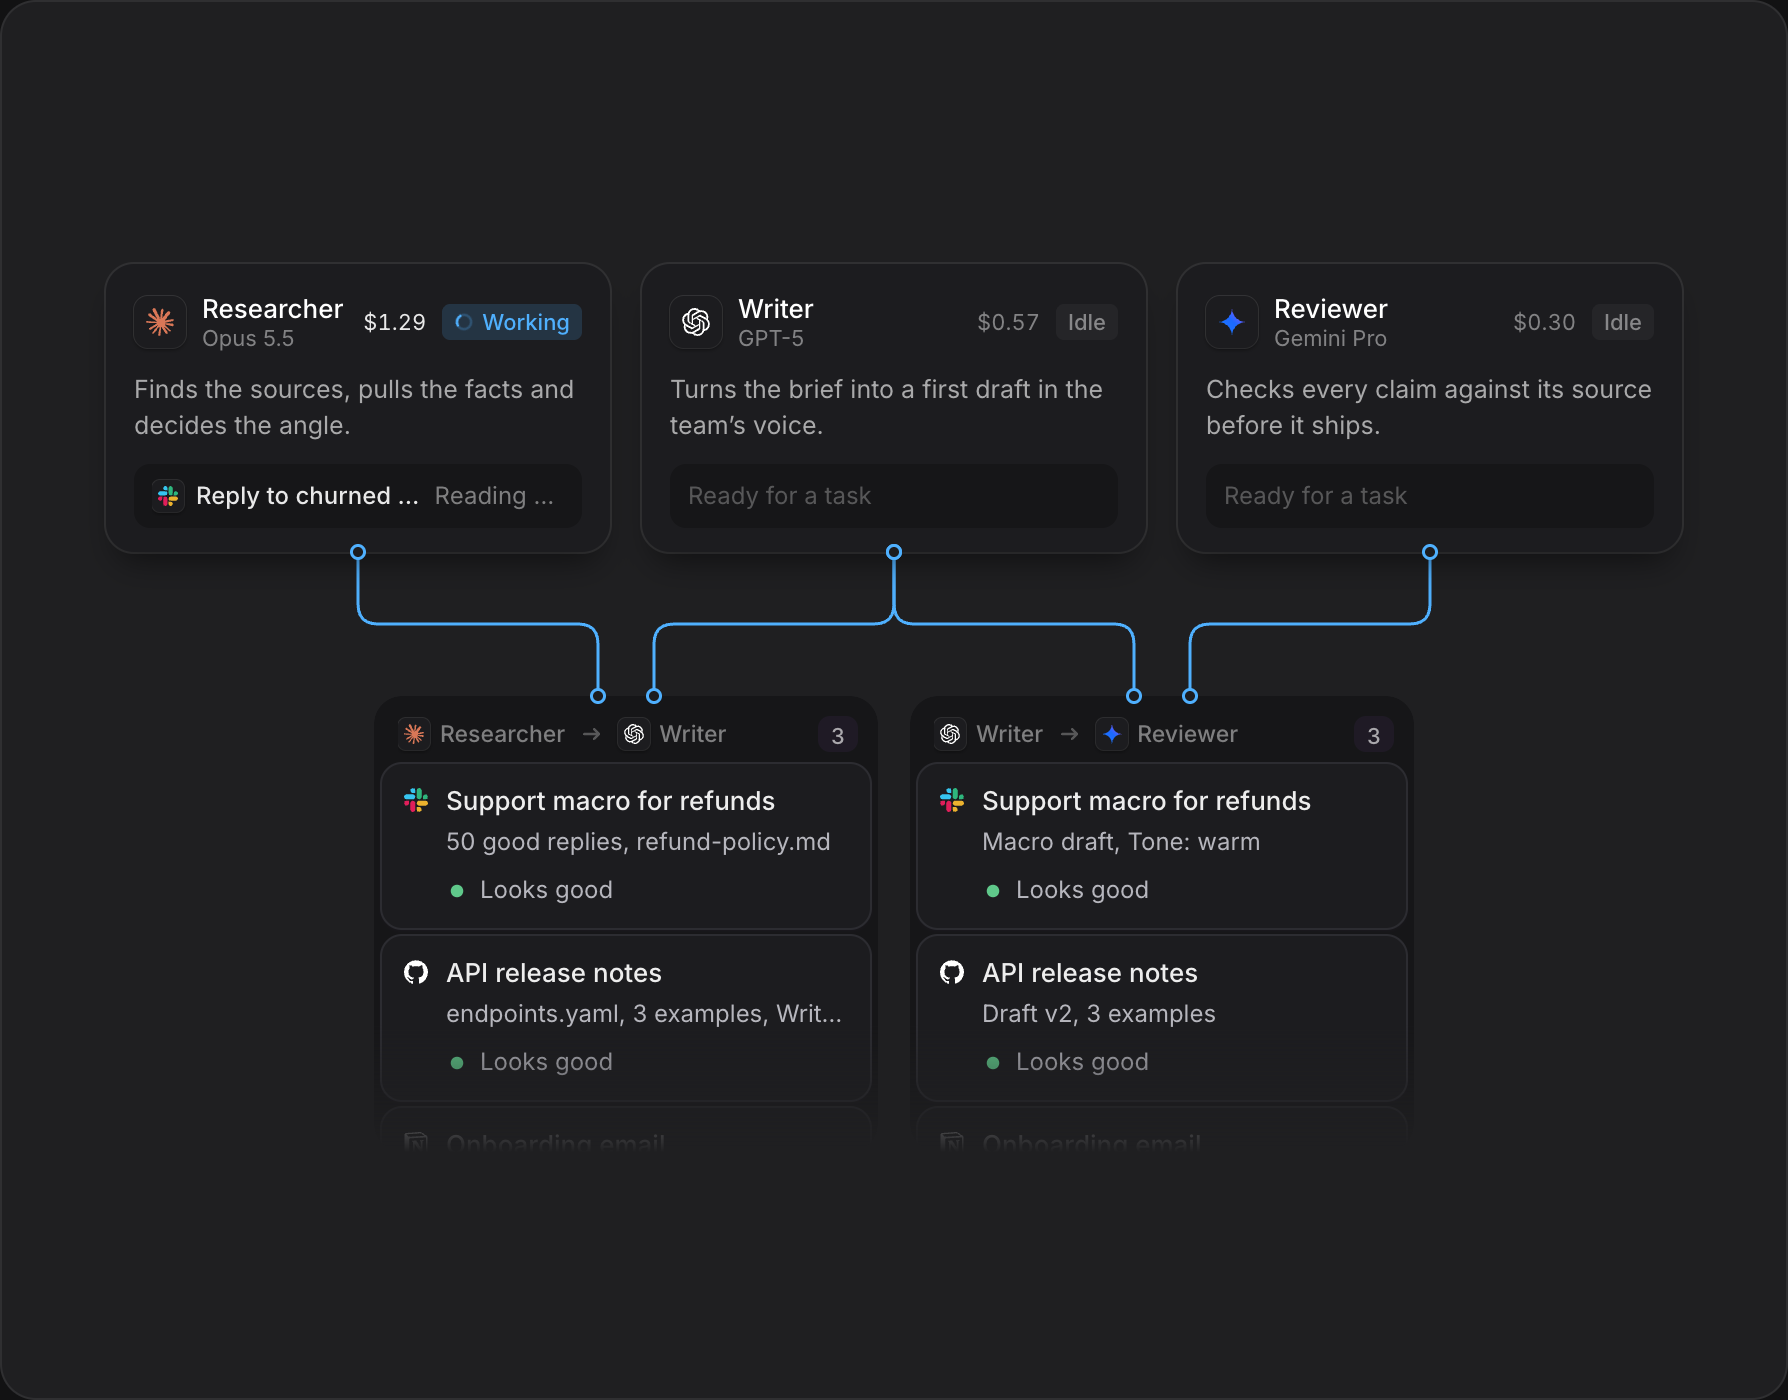 Researcher
Opus 5.5
$1.29
Working
Finds the sources, pulls the facts and
decides the angle.
Reply to churned ... Reading ...
Writer
GPT-5
$0.57
Idle
Turns the brief into a first draft in the
team’s voice.
Ready for a task
Reviewer
Gemini Pro
$0.30
Idle
Checks every claim against its source
before it ships.
Ready for a task
Researcher → Writer 3
Support macro for refunds
50 good replies, refund-policy.md
Looks good
API release notes
endpoints.yaml, 3 examples, Writ...
Looks good
Onboarding email
Writer → Reviewer 3
Support macro for refunds
Macro draft, Tone: warm
Looks good
API release notes
Draft v2, 3 examples
Looks good
Onboarding email